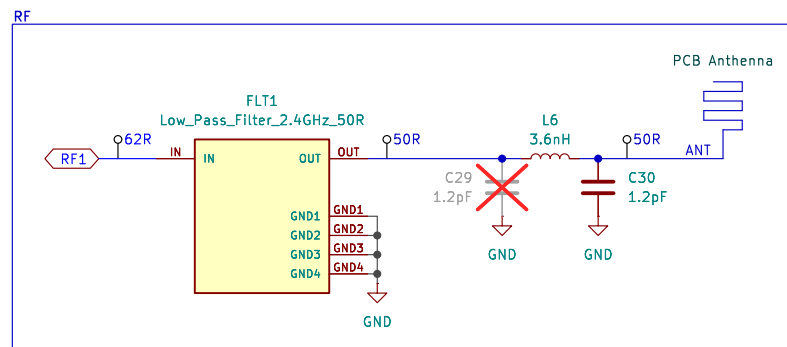 RF
PCB Anthenna
FLT1
Low_Pass_Filter_2.4GHz_50R
L6
3.6nH
62R
50R
50R
RF1
IN
IN
OUT
OUT
ANT
C29
1.2pF
C30
1.2pF
GND1
GND1
GND2
GND2
GND3
GND3
GND4
GND4
GND
GND
GND